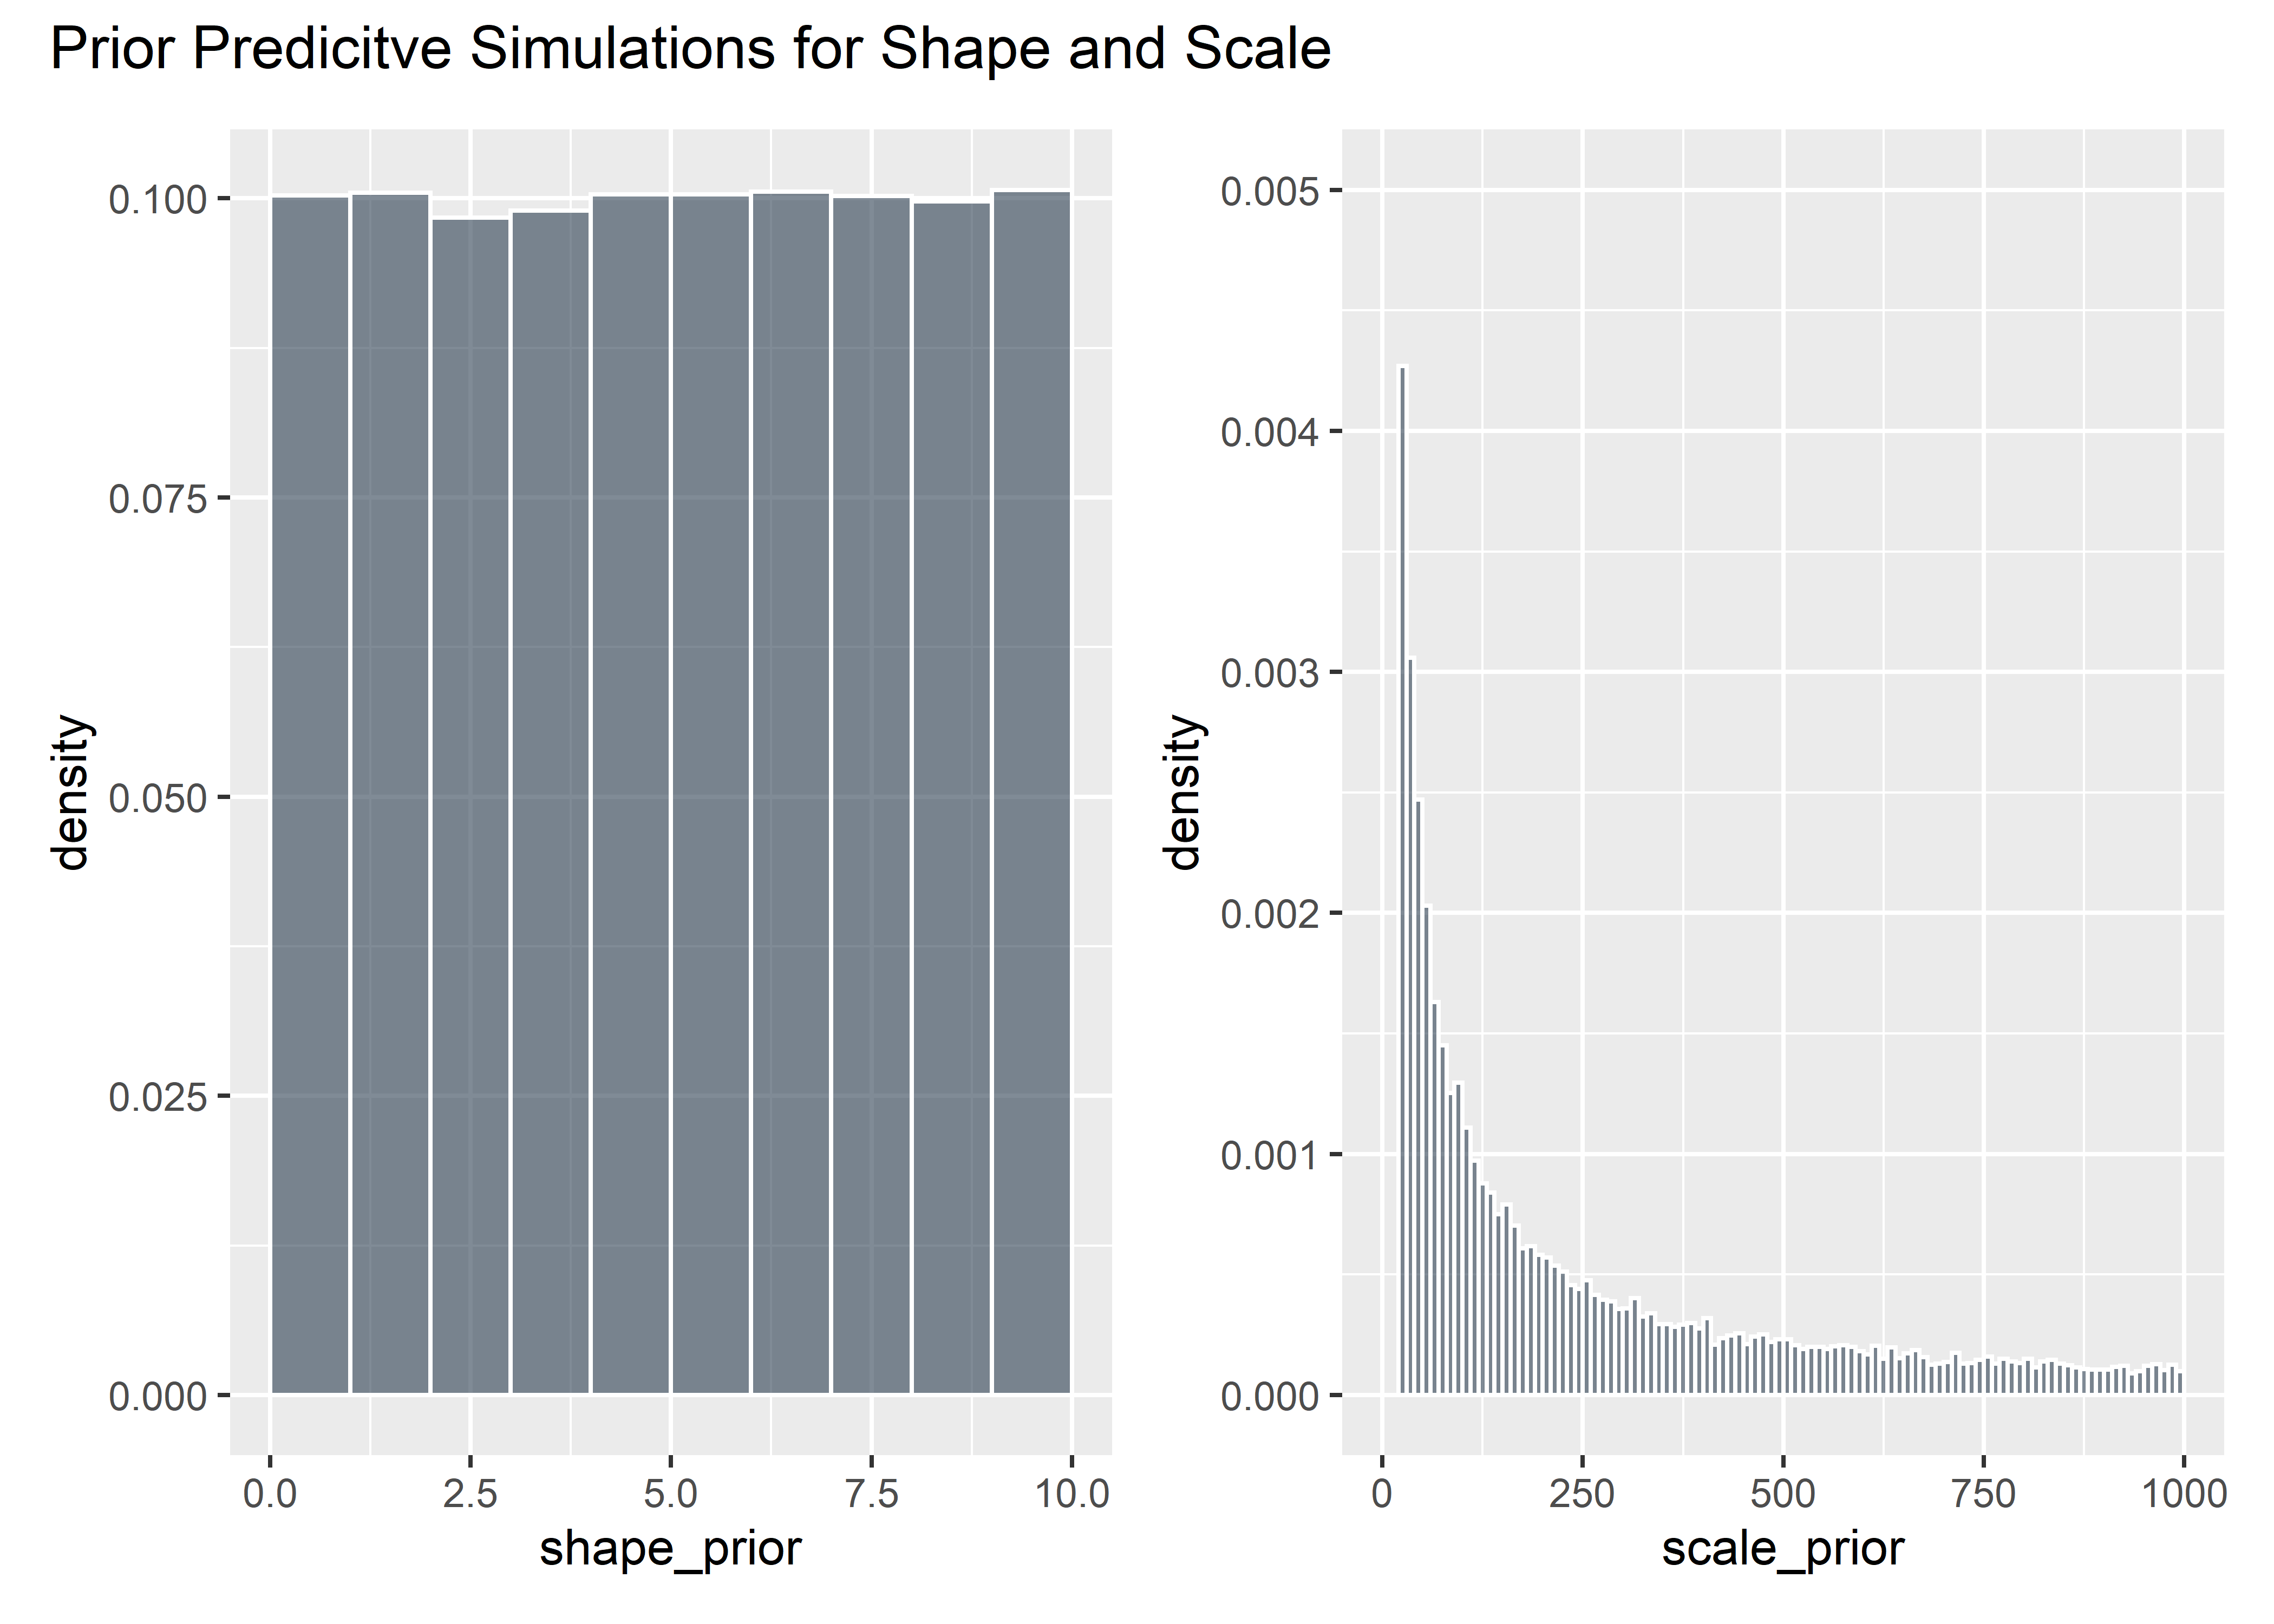 Prior Predicitve Simulations for Shape and Scale
density
0.100
0.075
0.050
0.025
0.000
0.0 2.5 5.0 7.5 10.0
shape_prior
density
0.005
0.004
0.003
0.002
0.001
0.000
0 250 500 750 1000
scale_prior